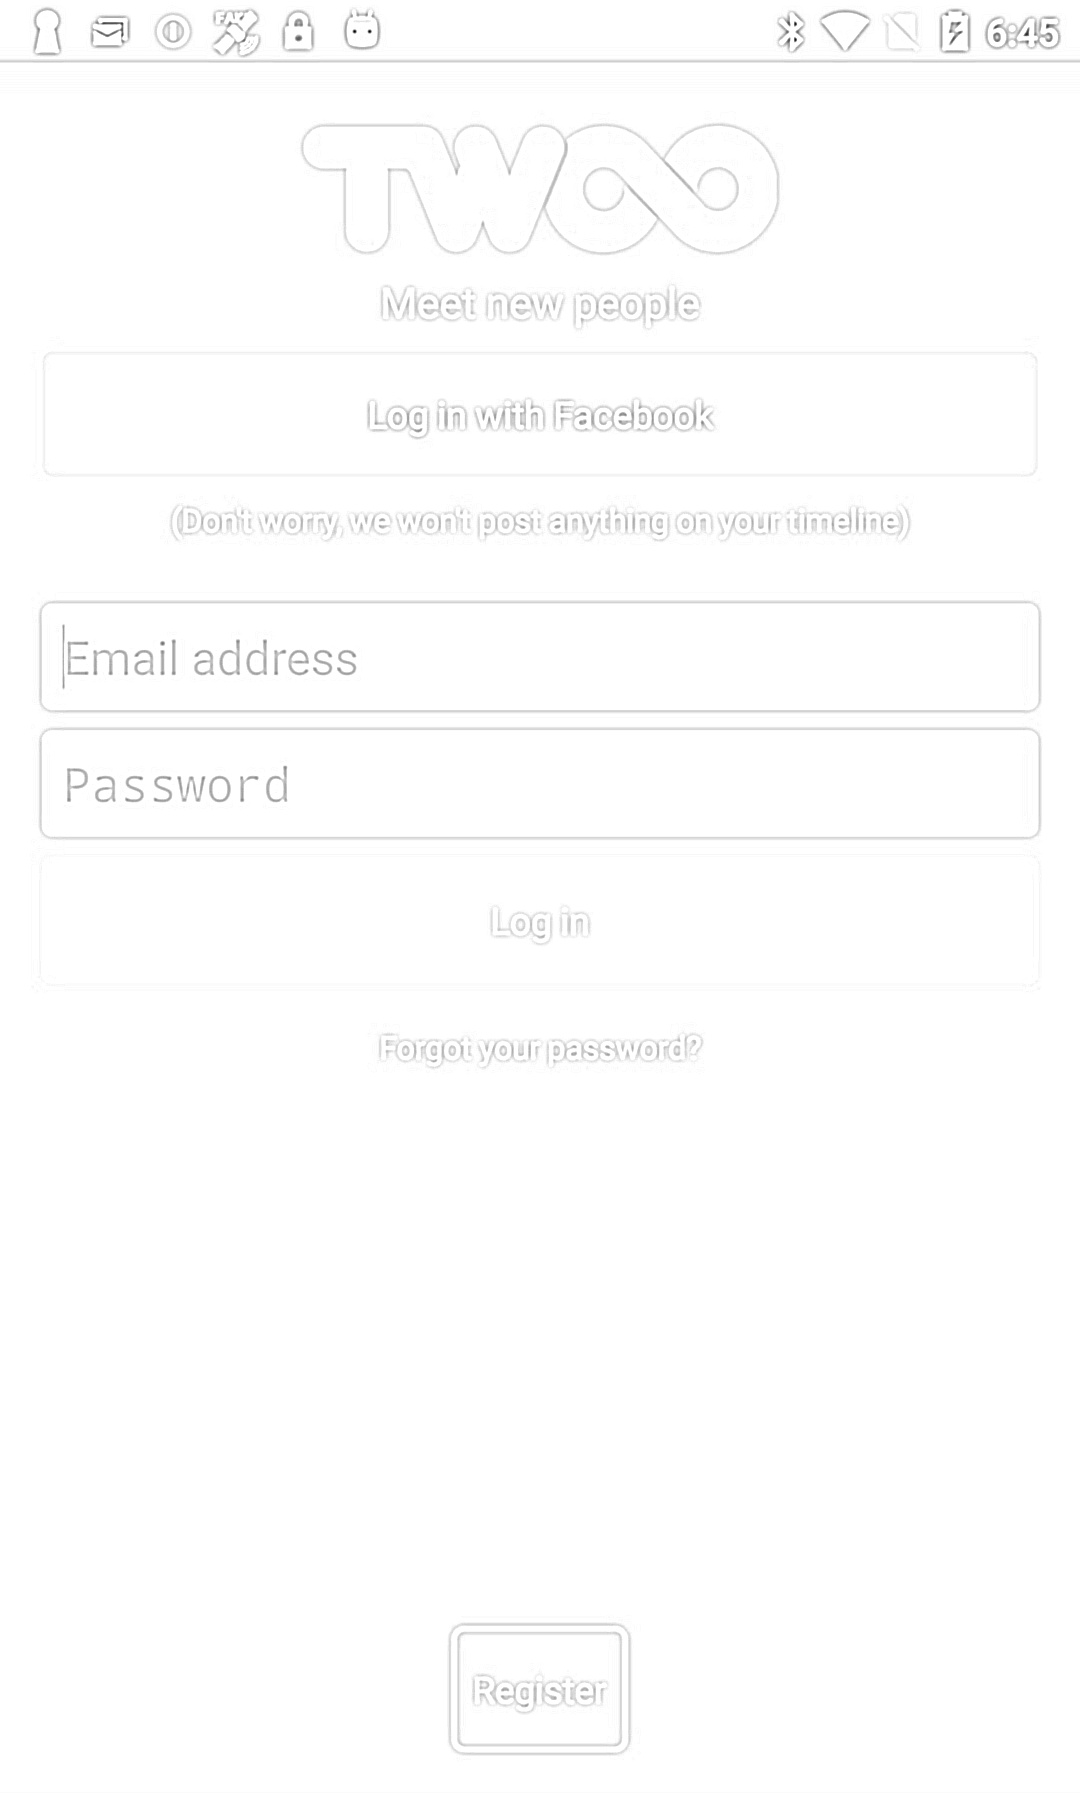 FAV
6:45
TWOO
Meet new people
Log in with Facebook
(Don't worry, we won't post anything on your timeline)
Email address
Password
Log in
Forgot your password?
Register